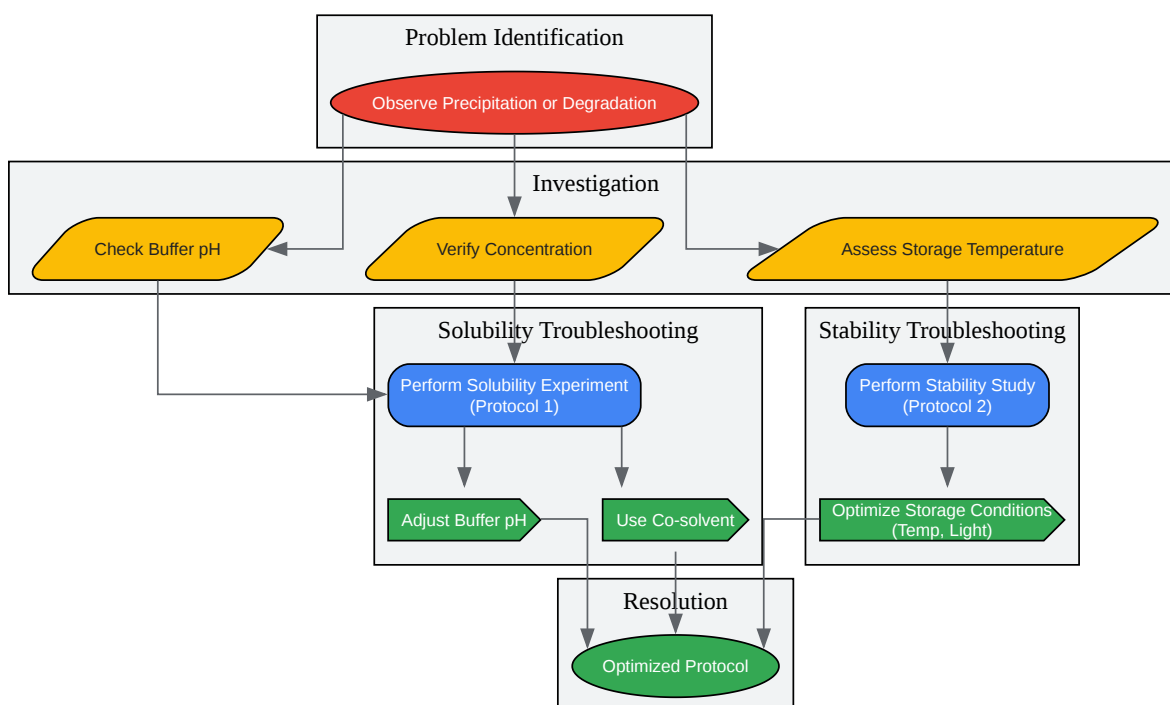 Problem Identification
Observe Precipitation or Degradation
Investigation
Check Buffer pH
Verify Concentration
Assess Storage Temperature
Solubility Troubleshooting
Stability Troubleshooting
Perform Solubility Experiment
(Protocol 1)
Perform Stability Study
(Protocol 2)
Adjust Buffer pH
Use Co-solvent
Optimize Storage Conditions
(Temp, Light)
Resolution
Optimized Protocol